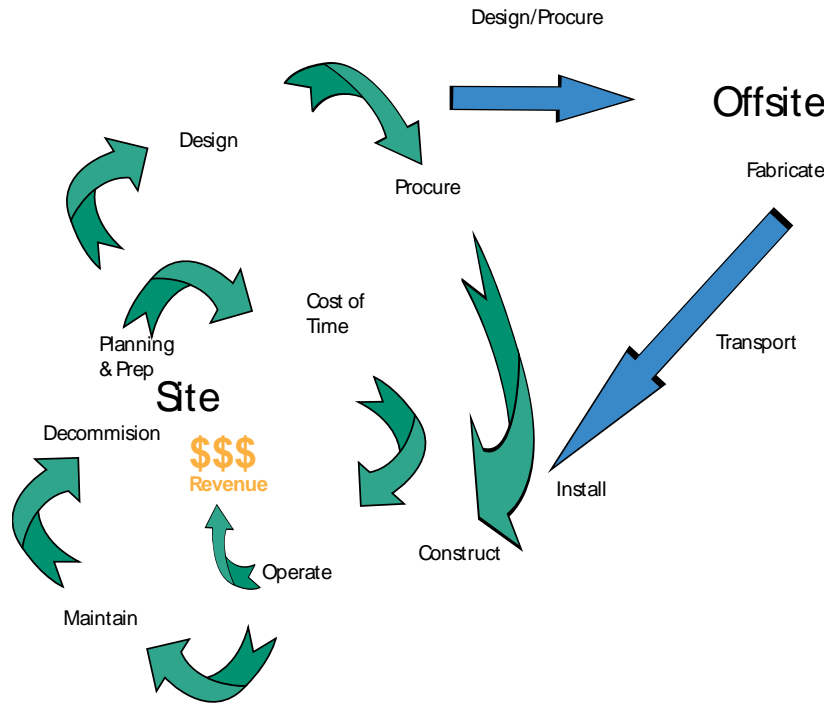 Design/Procure
Offsite
Design
Fabricate
Procure
Cost of
Time
Planning
& Prep
Transport
Site
Decommision
$$$
Revenue
Install
Construct
Operate
Maintain